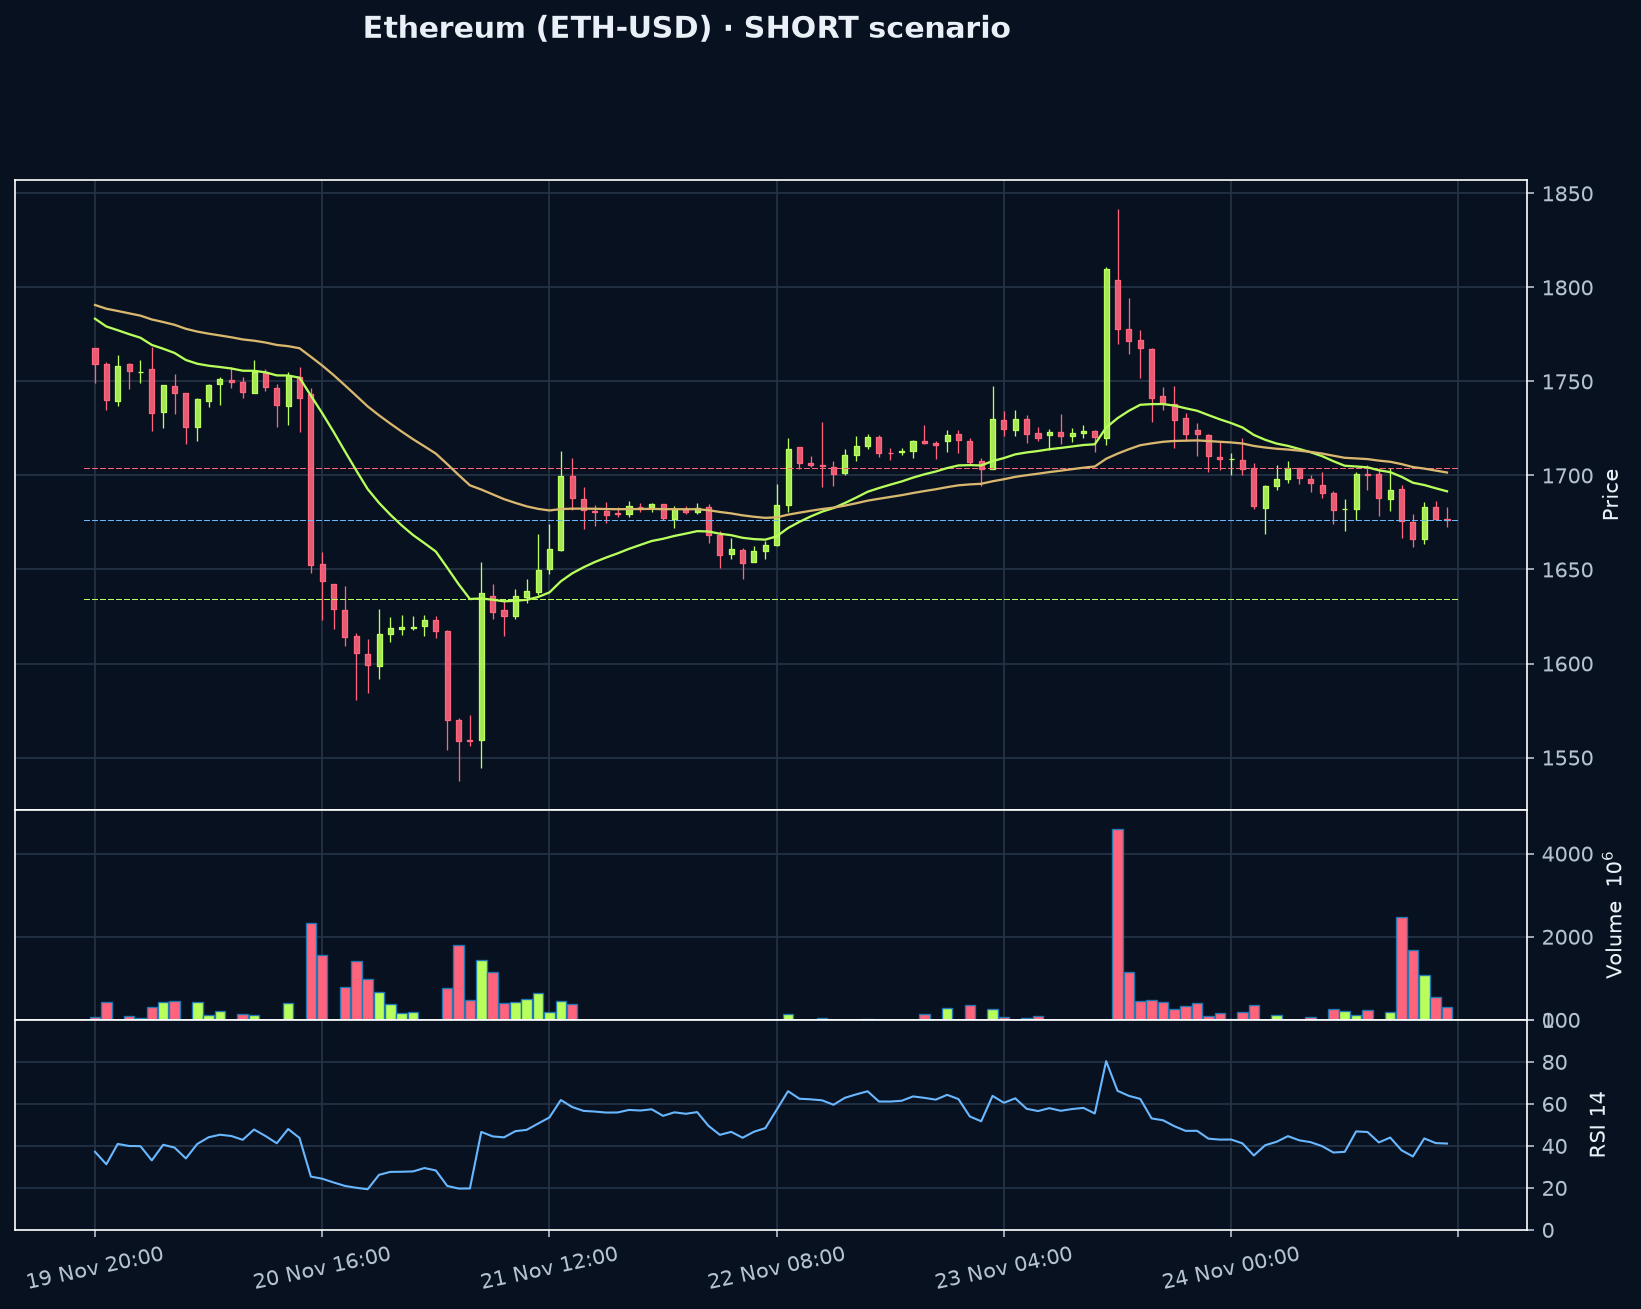 Ethereum (ETH-USD) · SHORT scenario
1850
1800
1750
1700
1650
1600
1550
Price
4000
2000
0
Volume 10⁶
100
80
60
40
20
0
RSI 14
19 Nov 20:00
20 Nov 16:00
21 Nov 12:00
22 Nov 08:00
23 Nov 04:00
24 Nov 00:00